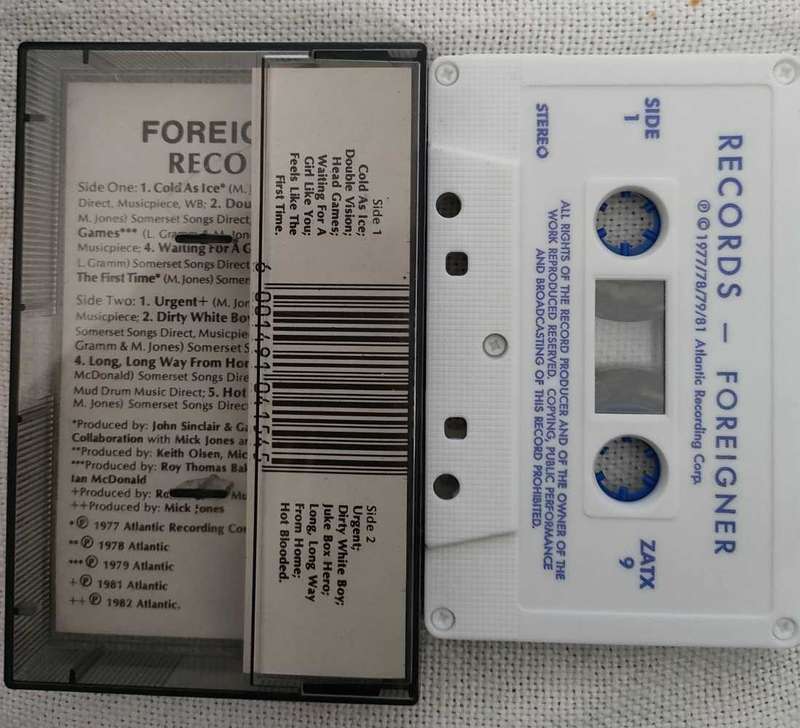 FOREIG
RECO
Side One: 1. Cold As Ice* (M. J
Direct, Musicpiece, WB; 2. Dou
M. Jones) Somerset Songs Direct
Games*** (L. Gramm &
Musicpiece; 4. Waiting For A G
L. Gramm) Somerset Songs Direct
The First Time* (M. Jones) Somer
Side Two: 1. Urgent+ (M. Jor
Musicpiece; 2. Dirty White Boy
Somerset Songs Direct, Musicpie
Gramm & M. Jones) Somerset S
4. Long, Long Way From Hor
McDonald) Somerset Songs Dire
Mud Drum Music Direct; 5. Hot
M. Jones) Somerset Songs Direc
*Produced by: John Sinclair & Ga
Collaboration with Mick Jones an
**Produced by: Keith Olsen, Mic
***Produced by: Roy Thomas Bak
Ian McDonald
+Produced by: Ro Mu
++Produced by: Mick Jones
* ℗ 1977 Atlantic Recording Cor
** ℗ 1978 Atlantic
*** ℗ 1979 Atlantic
+ ℗ 1981 Atlantic
++ ℗ 1982 Atlantic.
Side 1
Cold As Ice;
Double Vision;
Head Games;
Waiting For A
Girl Like You;
Feels Like The
First Time.
6 001491 041545
Side 2
Urgent;
Dirty White Boy;
Juke Box Hero;
Long, Long Way
From Home;
Hot Blooded.
RECORDS – FOREIGNER
℗ © 1977/78/79/81 Atlantic Recording Corp.
SIDE
1
ZATX
9
STEREO
ALL RIGHTS OF THE RECORD PRODUCER AND OF THE OWNER OF THE
WORK REPRODUCED RESERVED. COPYING, PUBLIC PERFORMANCE
AND BROADCASTING OF THIS RECORD PROHIBITED.